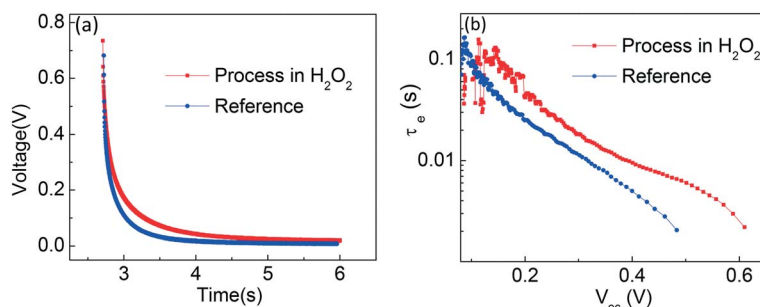 (a)
Process in H₂O₂
Reference
Voltage(V)
0.8
0.6
0.4
0.2
0.0
3
4
5
6
Time(s)
(b)
Process in H₂O₂
Reference
τ e (s)
0.1
0.01
0.2
0.4
0.6
(V)